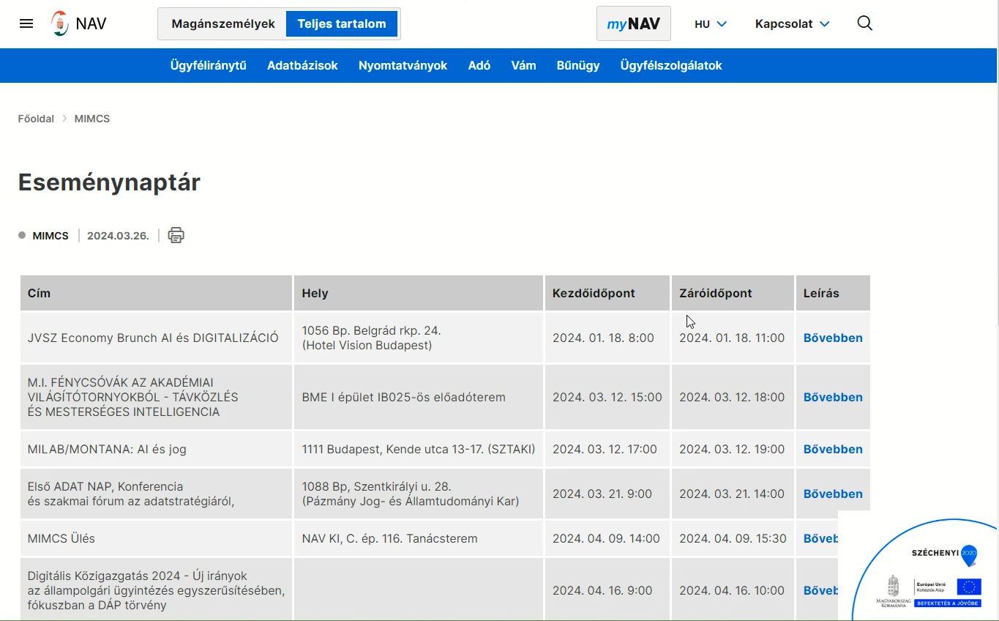 NAV
Magánszemélyek
Teljes tartalom
myNAV
HU
Kapcsolat
Ügyféliránytű
Adatbázisok
Nyomtatványok
Adó
Vám
Bűnügy
Ügyfélszolgálatok
Főoldal
MIMCS
Eseménynaptár
MIMCS
2024.03.26.
Cím
Hely
Kezdőidőpont
Záróidőpont
Leírás
JVSZ Economy Brunch AI és DIGITALIZÁCIÓ
1056 Bp. Belgrád rkp. 24.
(Hotel Vision Budapest)
2024. 01. 18. 8:00
2024. 01. 18. 11:00
Bővebben
M.I. FÉNYCSÓVÁK AZ AKADÉMIAI
VILÁGÍTÓTORNYOKBÓL - TÁVKÖZLÉS
ÉS MESTERSÉGES INTELLIGENCIA
BME I épület IB025-ös előadóterem
2024. 03. 12. 15:00
2024. 03. 12. 18:00
Bővebben
MILAB/MONTANA: AI és jog
1111 Budapest, Kende utca 13-17. (SZTAKI)
2024. 03. 12. 17:00
2024. 03. 12. 19:00
Bővebben
Első ADAT NAP, Konferencia
és szakmai fórum az adatstratégiáról,
1088 Bp, Szentkirályi u. 28.
(Pázmány Jog- és Államtudományi Kar)
2024. 03. 21. 9:00
2024. 03. 21. 14:00
Bővebben
MIMCS Ülés
NAV KI, C. ép. 116. Tanácsterem
2024. 04. 09. 14:00
2024. 04. 09. 15:30
Bőveb
Digitális Közigazgatás 2024 - Új irányok
az állampolgári ügyintézés egyszerűsítésében,
fókuszban a DÁP törvény
2024. 04. 16. 9:00
2024. 04. 16. 10:00
Bőveb
SZÉCHENYI 2020
Magyarország
Kormánya
Európai Unió
Kohéziós Alap
BEFEKTETÉS A JÖVŐBE